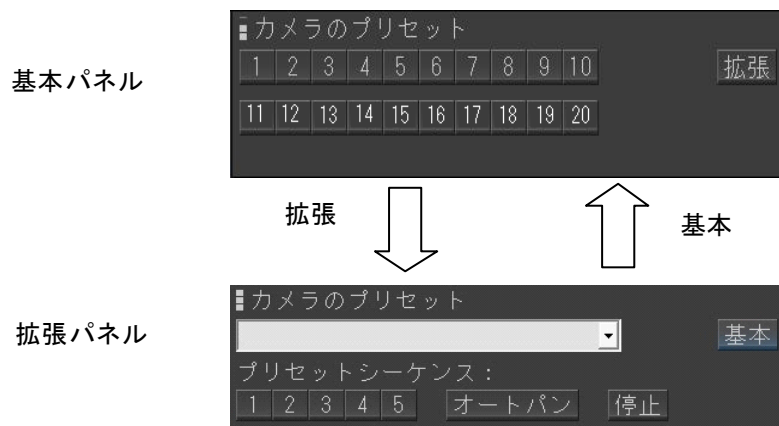 カメラのプリセット
基本パネル
1 2 3 4 5 6 7 8 9 10 拡張
11 12 13 14 15 16 17 18 19 20
拡張
基本
カメラのプリセット
拡張パネル
基本
プリセットシーケンス:
1 2 3 4 5 オートパン 停止